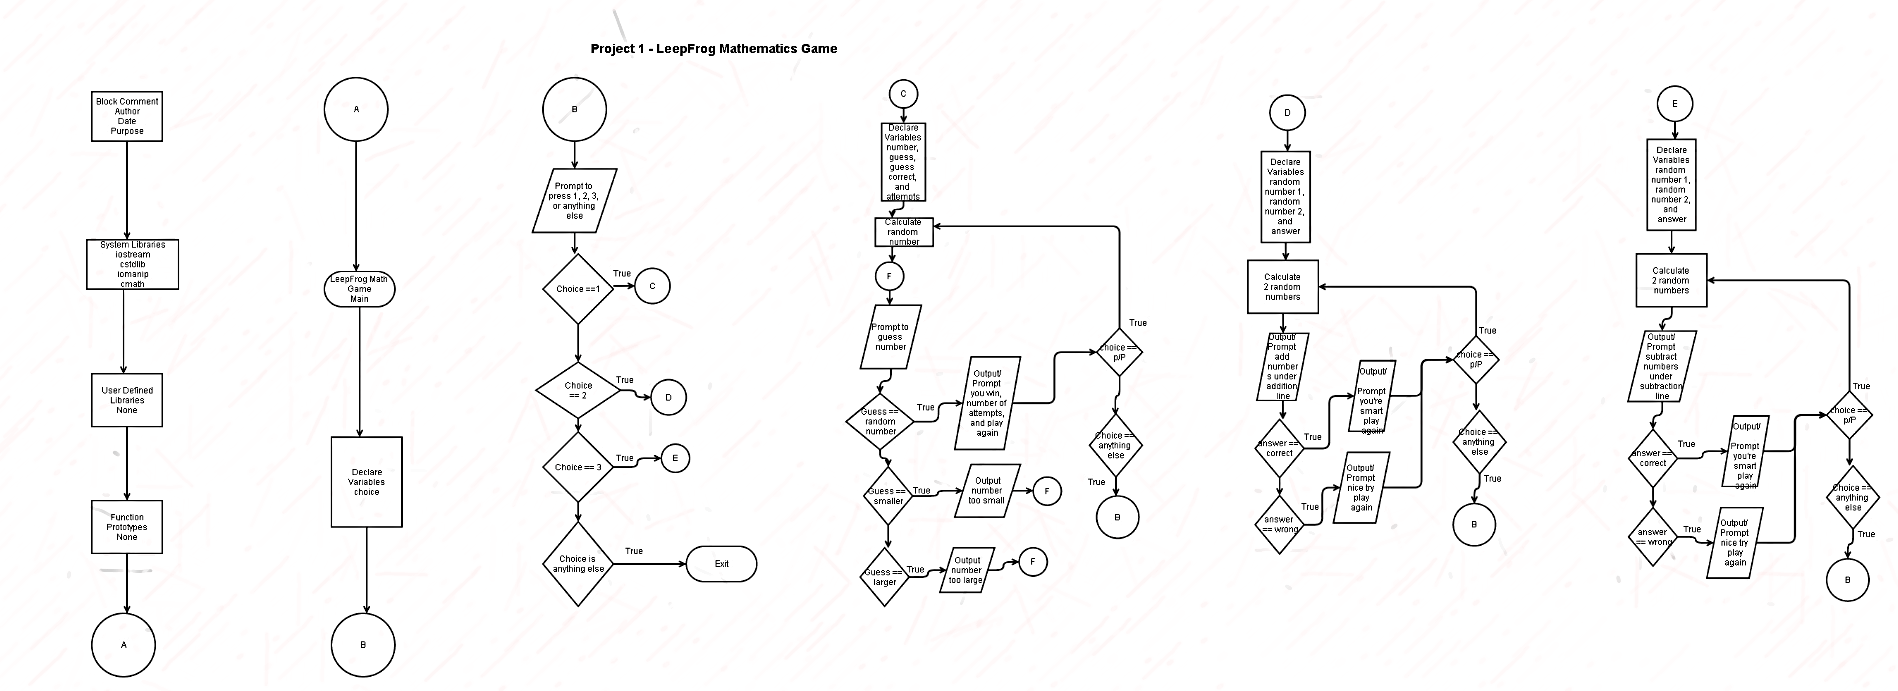 Project 1 - LeepFrog Mathematics Game
Block Comment
Author
Date
Purpose
System Libraries
iostream
cstdlib
iomanip
cmath
User Defined
Libraries
None
Function
Prototypes
None
A
A
LeepFrog Math
Game
Main
Declare
Variables
choice
B
B
Prompt to
press 1, 2, 3,
or anything
else
Choice ==1
True
C
Choice
== 2
True
D
Choice == 3
True
E
Choice is
anything else
True
Exit
C
Declare
Variables
number,
guess,
guess
correct,
and
attempts
Calculate
random
number
F
Prompt to
guess
number
Guess ==
random
number
True
Output/
Prompt
you win,
number of
attempts,
and play
again
Guess ==
smaller
True
Output
number
too small
F
Guess ==
larger
True
Output
number
too large
F
True
choice ==
p/P
Choice ==
anything
else
True
B
D
Declare
Variables
random
number 1,
random
number 2,
and
answer
Calculate
2 random
numbers
Output/
Prompt
add
number
s under
addition
line
answer ==
correct
True
Output/
Prompt
you're
smart
play
again
answer
== wrong
True
Output/
Prompt
nice try
play
again
True
choice ==
p/P
Choice ==
anything
else
True
B
E
Declare
Variables
random
number 1,
random
number 2,
and
answer
Calculate
2 random
numbers
Output/
Prompt
subtract
numbers
under
subtraction
line
answer ==
correct
True
Output/
Prompt
you're
smart
play
again
answer
== wrong
True
Output/
Prompt
nice try
play
again
True
choice ==
p/P
Choice ==
anything
else
True
B